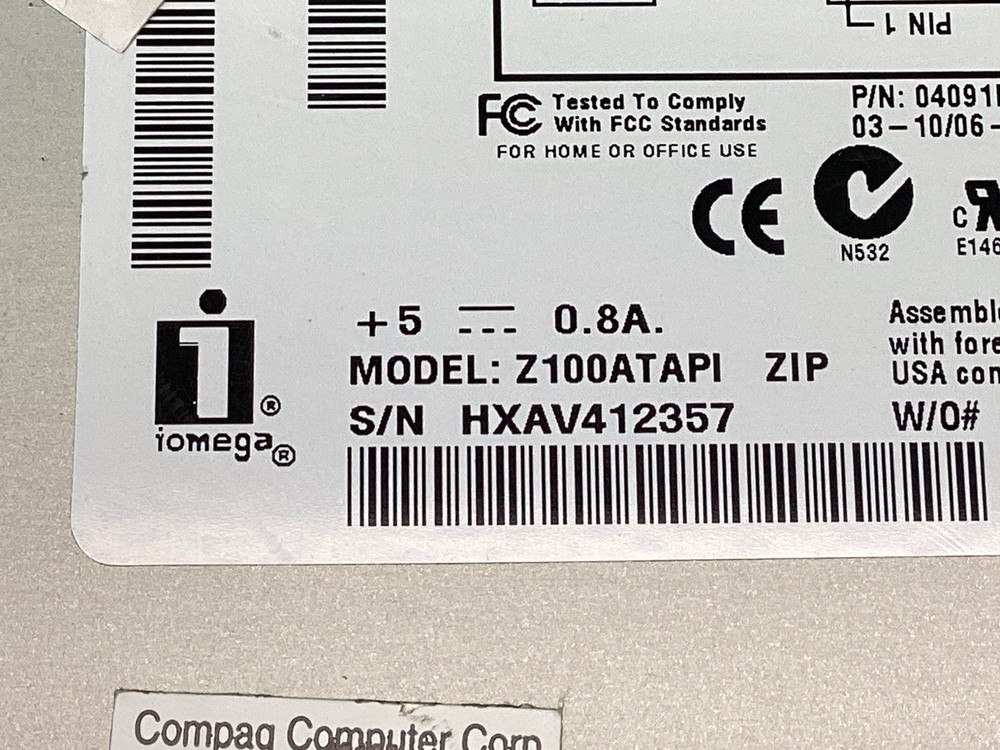 PIN 1
FC Tested To Comply
With FCC Standards
FOR HOME OR OFFICE USE
P/N: 04091
03-10/06-
CE
N532
E146
+5 0.8A.
MODEL: Z100ATAPI ZIP
S/N HXAV412357
Assemble
with fore
USA con
W/O#
iomega®
Compaq Computer Corp